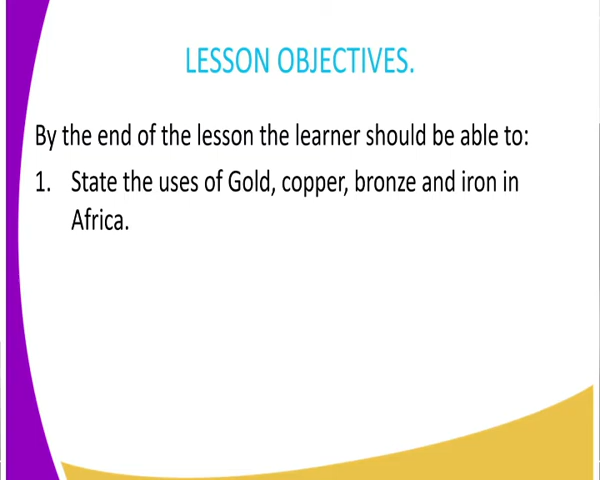 LESSON OBJECTIVES.
By the end of the lesson the learner should be able to:
1. State the uses of Gold, copper, bronze and iron in
Africa.